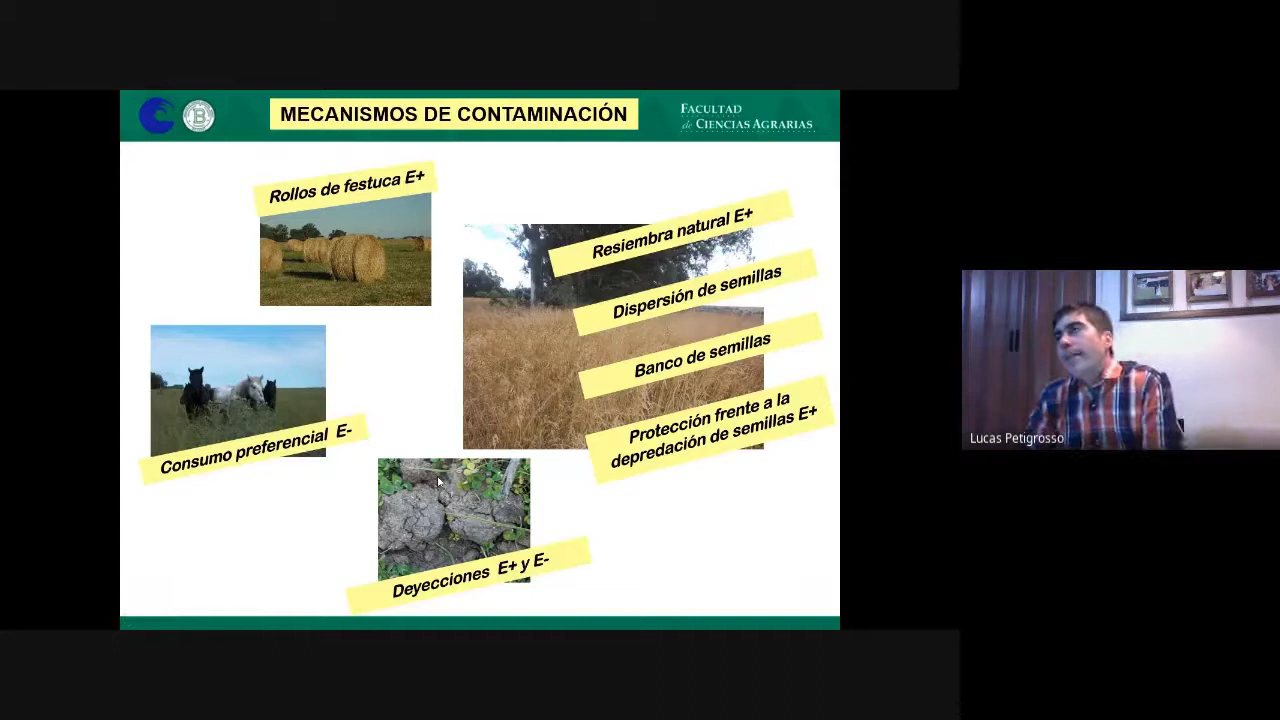 MECANISMOS DE CONTAMINACIÓN
FACULTAD
de CIENCIAS AGRARIAS
Rollos de festuca E+
Resiembra natural E+
Dispersión de semillas
Banco de semillas
Protección frente a la
depredación de semillas E+
Consumo preferencial E-
Deyecciones E+ y E-
Lucas Petigrosso